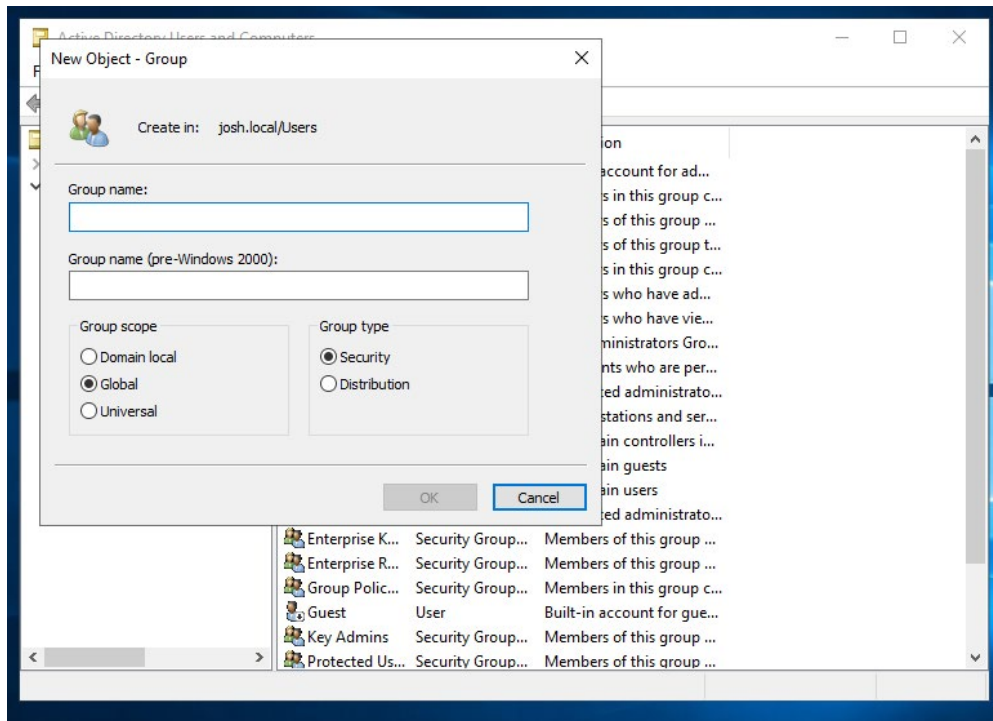 Active Directory Users and Computers
New Object - Group
Create in: josh.local/Users
Group name:
Group name (pre-Windows 2000):
Group scope
Domain local
Global
Universal
Group type
Security
Distribution
OK Cancel
ion
account for ad...
s in this group c...
s of this group ...
s of this group t...
s in this group c...
s who have ad...
s who have vie...
ministrators Gro...
nts who are per...
ted administrato...
stations and ser...
ain controllers i...
ain guests
ain users
ted administrato...
Enterprise K... Security Group... Members of this group ...
Enterprise R... Security Group... Members of this group ...
Group Polic... Security Group... Members in this group c...
Guest User Built-in account for gue...
Key Admins Security Group... Members of this group ...
Protected Us... Security Group... Members of this group ...